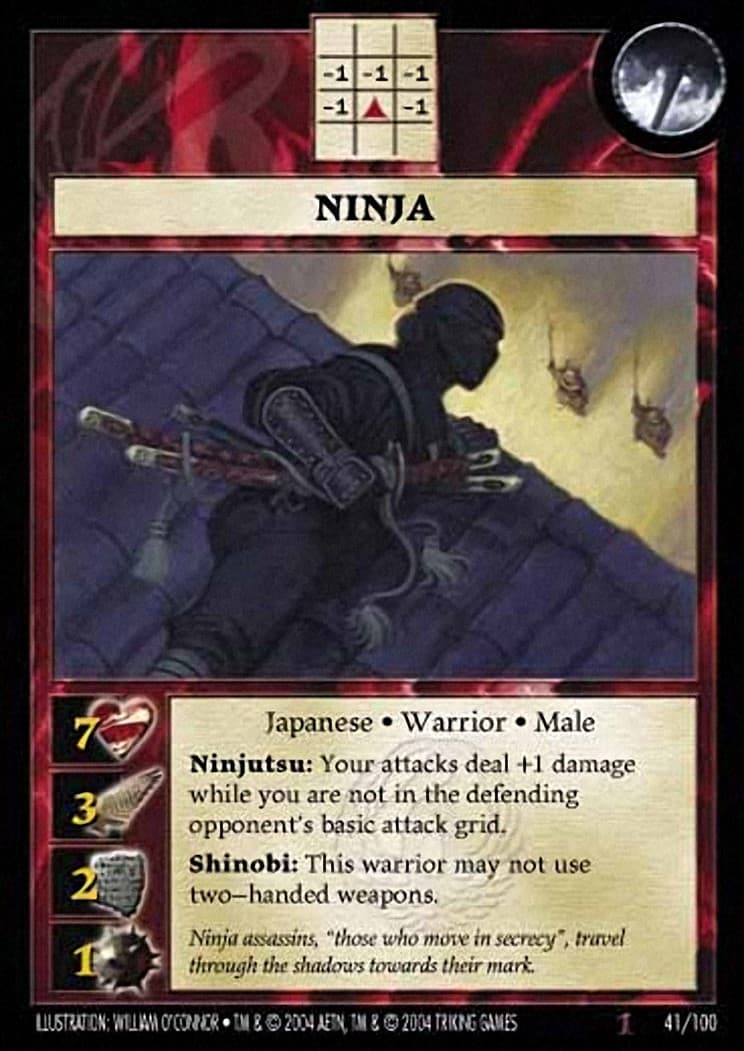 -1 -1 -1
-1 -1
NINJA
7
3
2
1
Japanese • Warrior • Male
Ninjutsu: Your attacks deal +1 damage
while you are not in the defending
opponent's basic attack grid.
Shinobi: This warrior may not use
two–handed weapons.
Ninja assassins, “those who move in secrecy”, travel
through the shadows towards their mark.
ILLUSTRATION: WILLIAM O'CONNOR • TM & © 2004 AETN, TM & © 2004 TRIKING GAMES 1 41/100